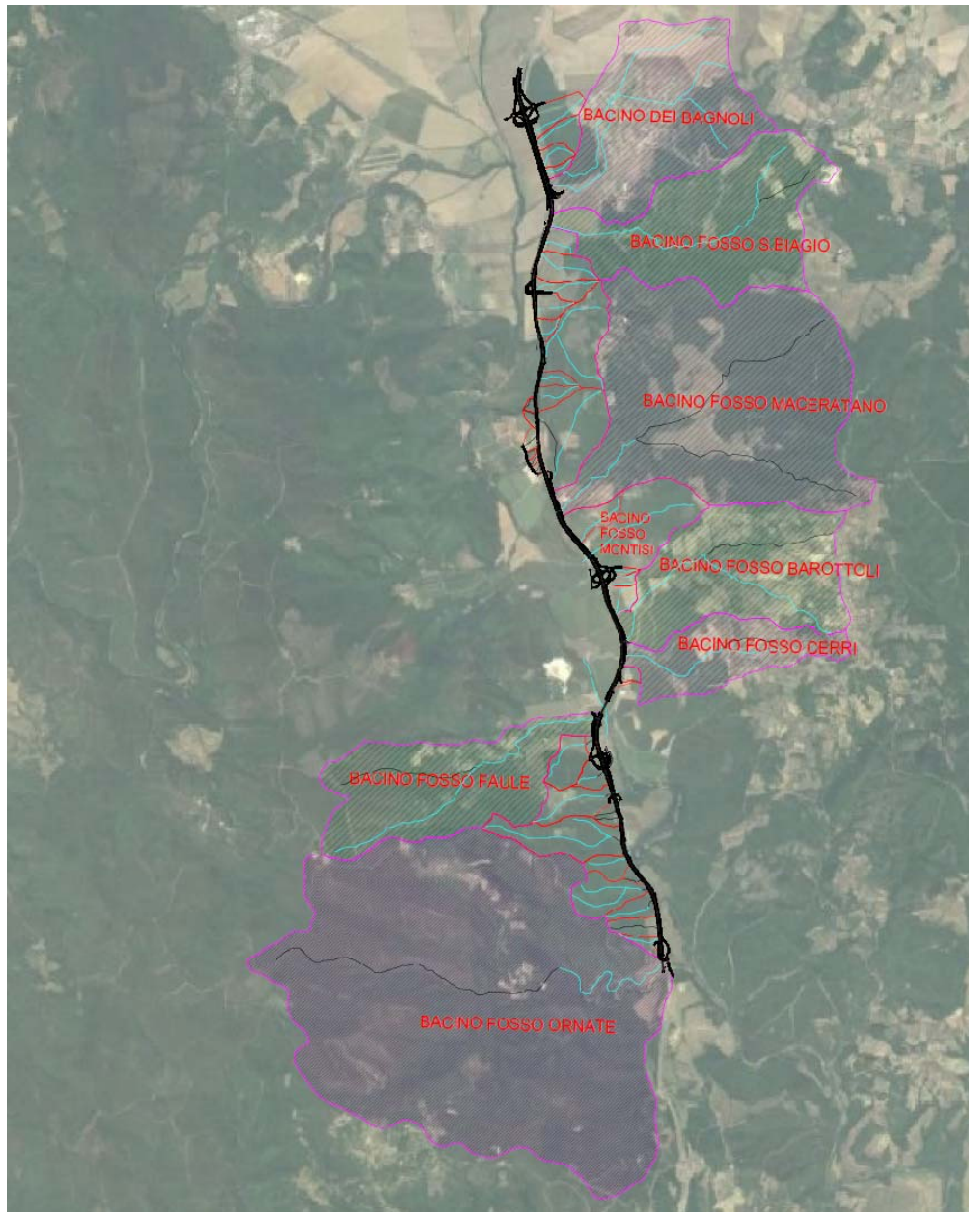 BACINO DEI BAGNOLI
BACINO FOSSO S.BIAGIO
BACINO FOSSO MACERATANO
BACINO
FOSSO
MONTISI
BACINO FOSSO BAROTTOLI
BACINO FOSSO CERRI
BACINO FOSSO FALLE
BACINO FOSSO ORNATE